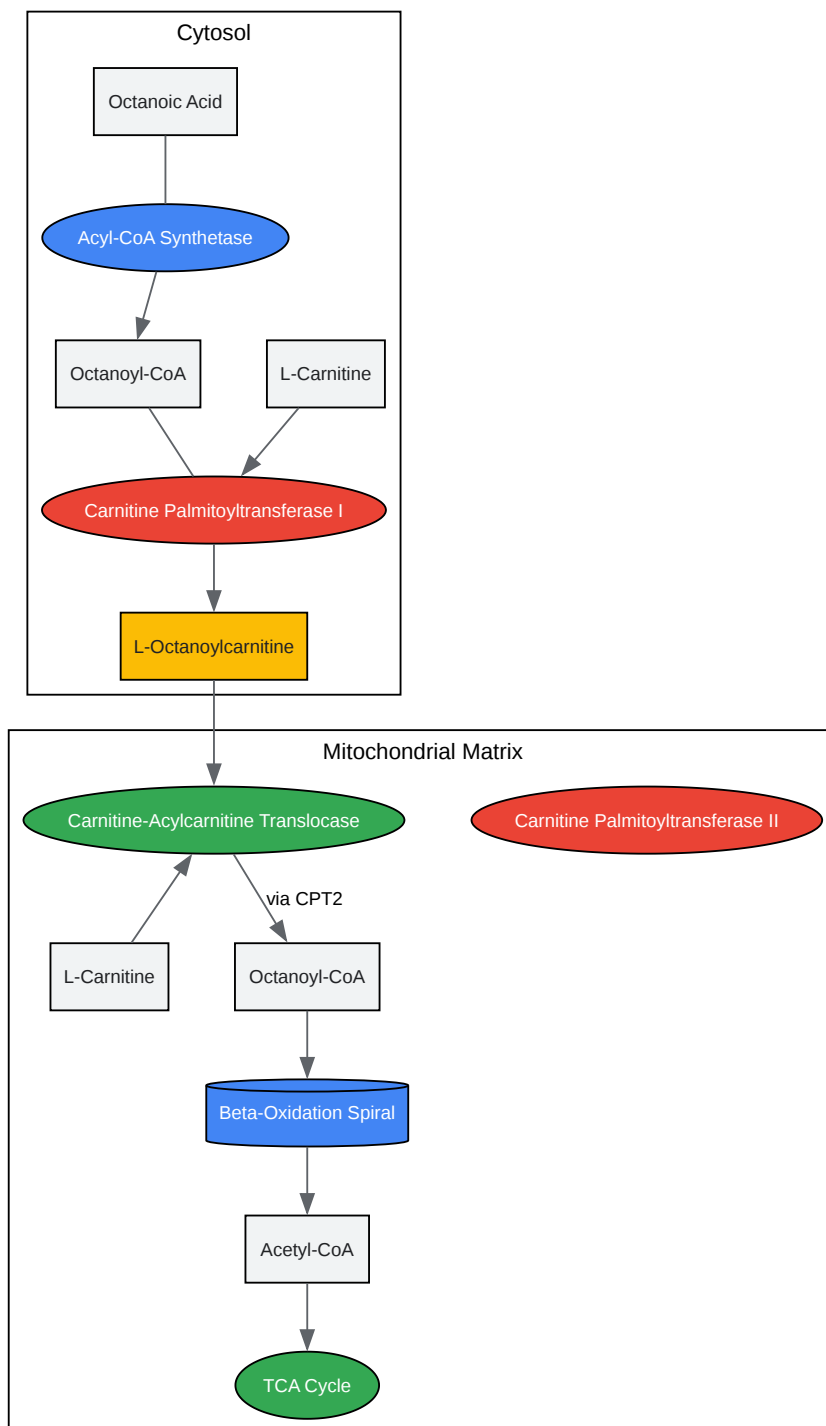 Cytosol
Octanoic Acid
Acyl-CoA Synthetase
Octanoyl-CoA
L-Carnitine
Carnitine Palmitoyltransferase I
L-Octanoylcarnitine
Mitochondrial Matrix
Carnitine-Acylcarnitine Translocase
Carnitine Palmitoyltransferase II
via CPT2
L-Carnitine
Octanoyl-CoA
Beta-Oxidation Spiral
Acetyl-CoA
TCA Cycle